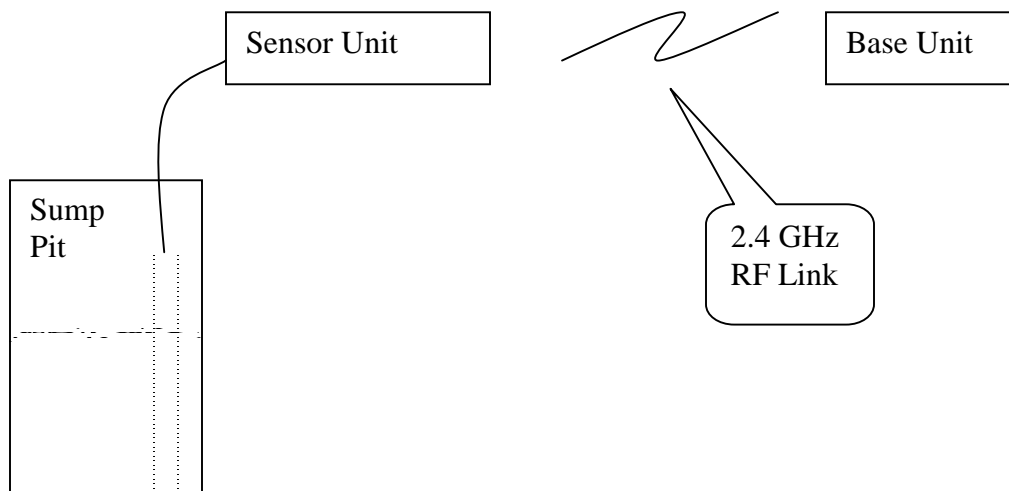 Sensor Unit
Base Unit
Sump
Pit
2.4 GHz
RF Link